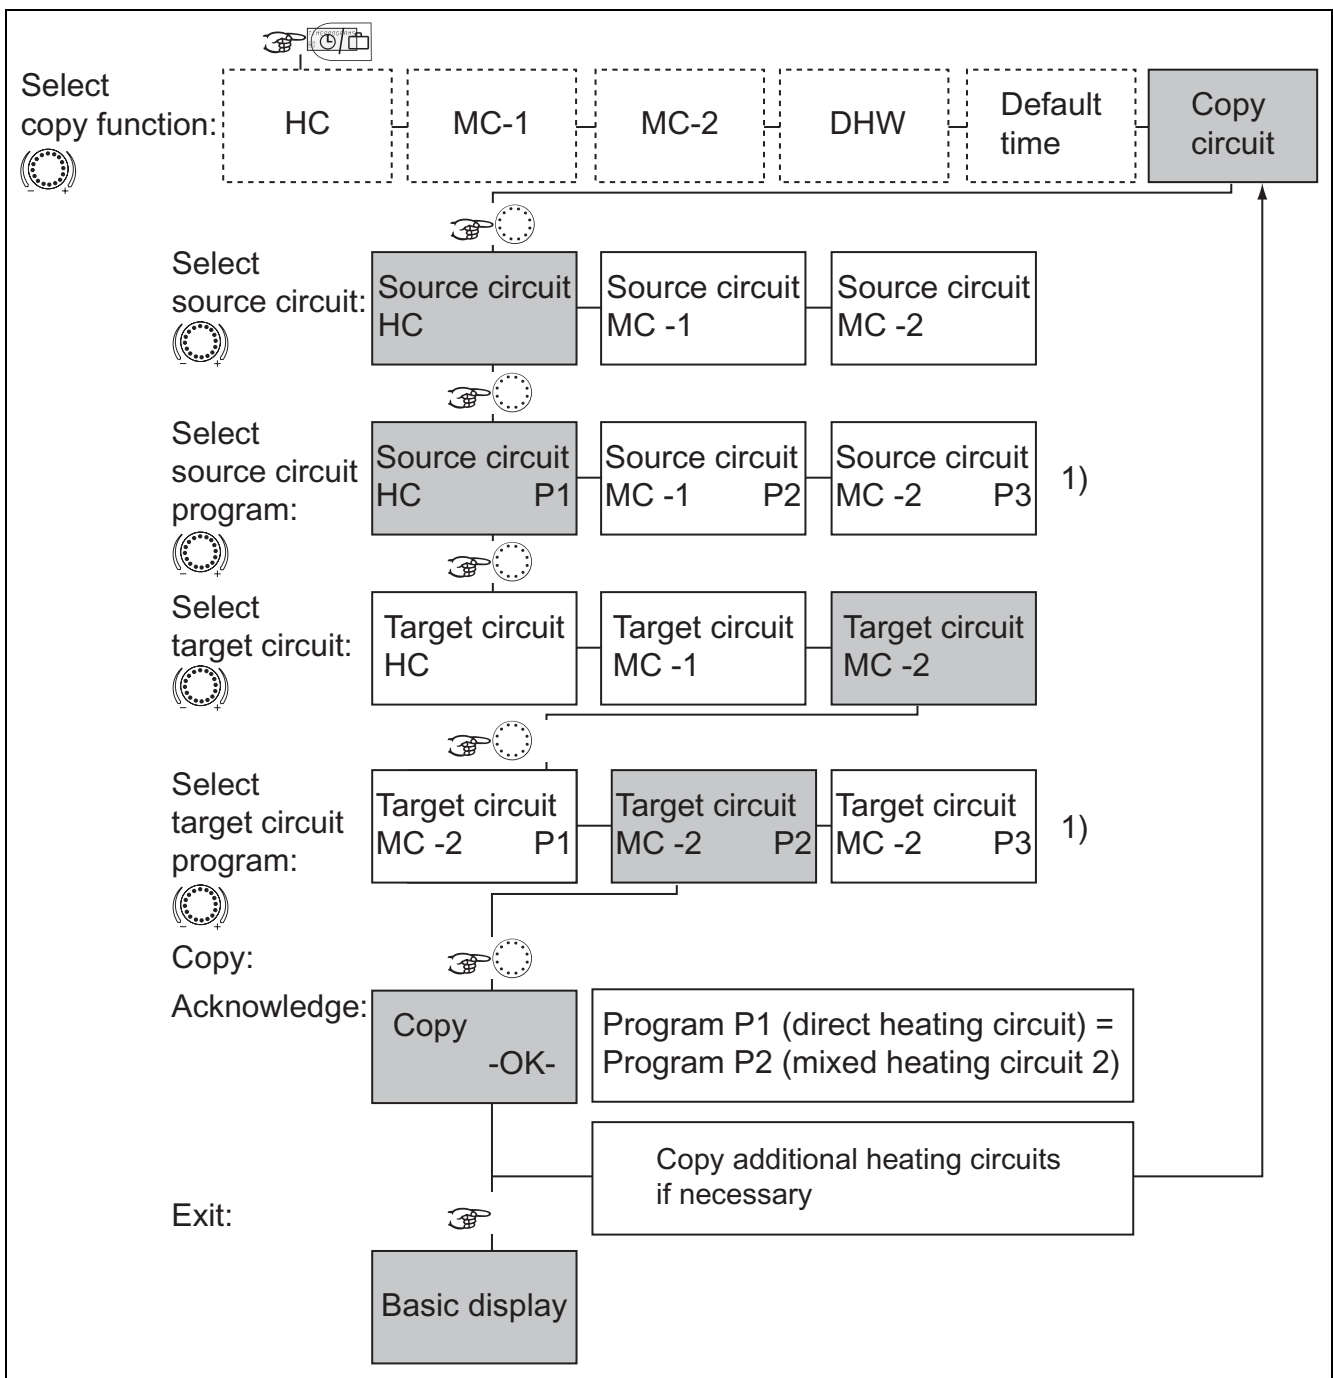 Select
copy function:
HC
MC-1
MC-2
DHW
Default
time
Copy
circuit
- +
Select
source circuit:
- +
Source circuit
HC
Source circuit
MC -1
Source circuit
MC -2
Select
source circuit
program:
- +
Source circuit
HC P1
Source circuit
MC -1 P2
Source circuit
MC -2 P3
1)
Select
target circuit:
- +
Target circuit
HC
Target circuit
MC -1
Target circuit
MC -2
Select
target circuit
program:
- +
Target circuit
MC -2 P1
Target circuit
MC -2 P2
Target circuit
MC -2 P3
1)
Copy:
Acknowledge:
Copy
-OK-
Program P1 (direct heating circuit) =
Program P2 (mixed heating circuit 2)
Copy additional heating circuits
if necessary
Exit:
Basic display